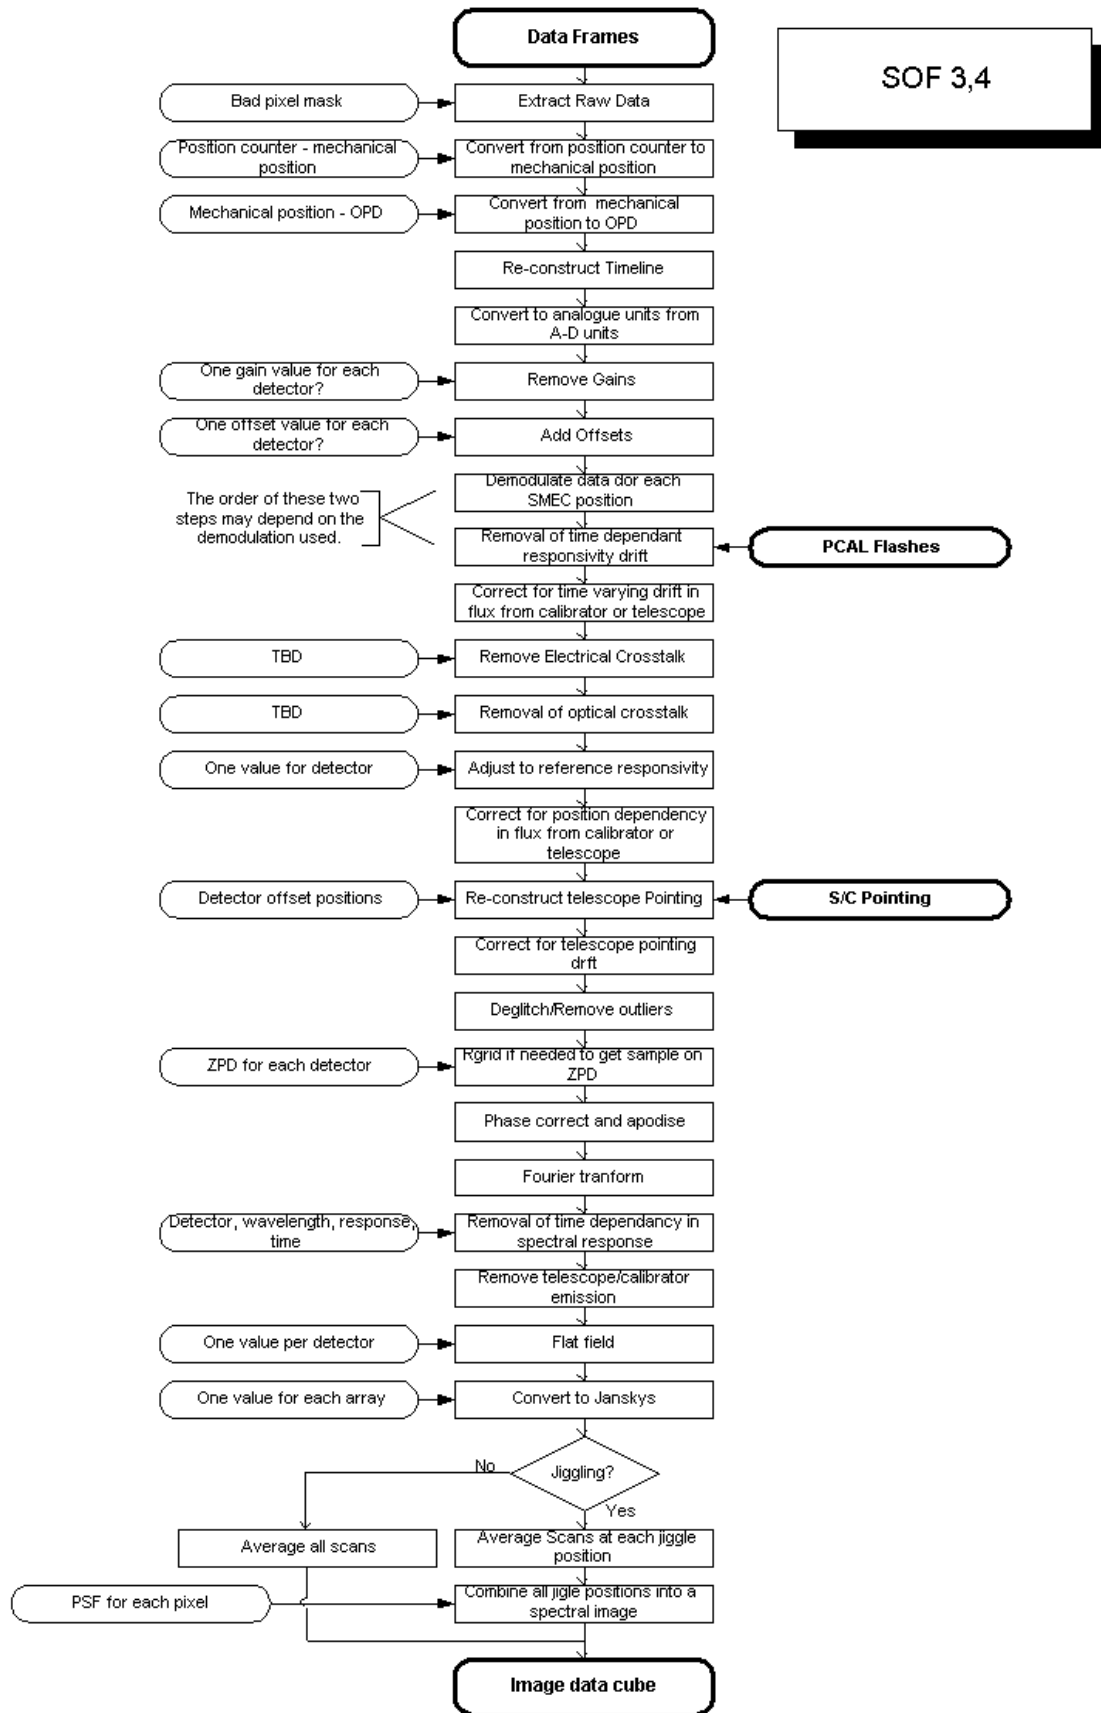 Data Frames
SOF 3,4
Bad pixel mask
Extract Raw Data
Position counter - mechanical
position
Convert from position counter to
mechanical position
Mechanical position - OPD
Convert from mechanical
position to OPD
Re-construct Timeline
Convert to analogue units from
A-D units
One gain value for each
detector?
Remove Gains
One offset value for each
detector?
Add Offsets
The order of these two
steps may depend on the
demodulation used.
Demodulate data dor each
SMEC position
Removal of time dependant
responsivity drift
PCAL Flashes
Correct for time varying drift in
flux from calibrator or telescope
TBD
Remove Electrical Crosstalk
TBD
Removal of optical crosstalk
One value for detector
Adjust to reference responsivity
Correct for position dependency
in flux from calibrator or
telescope
Detector offset positions
Re-construct telescope Pointing
S/C Pointing
Correct for telescope pointing
drft
Deglitch/Remove outliers
ZPD for each detector
Rgrid if needed to get sample on
ZPD
Phase correct and apodise
Fourier tranform
Detector, wavelength, response,
time
Removal of time dependancy in
spectral response
Remove telescope/calibrator
emission
One value per detector
Flat field
One value for each array
Convert to Janskys
Jiggling?
No
Yes
Average all scans
Average Scans at each jiggle
position
PSF for each pixel
Combine all jigle positions into a
spectral image
Image data cube